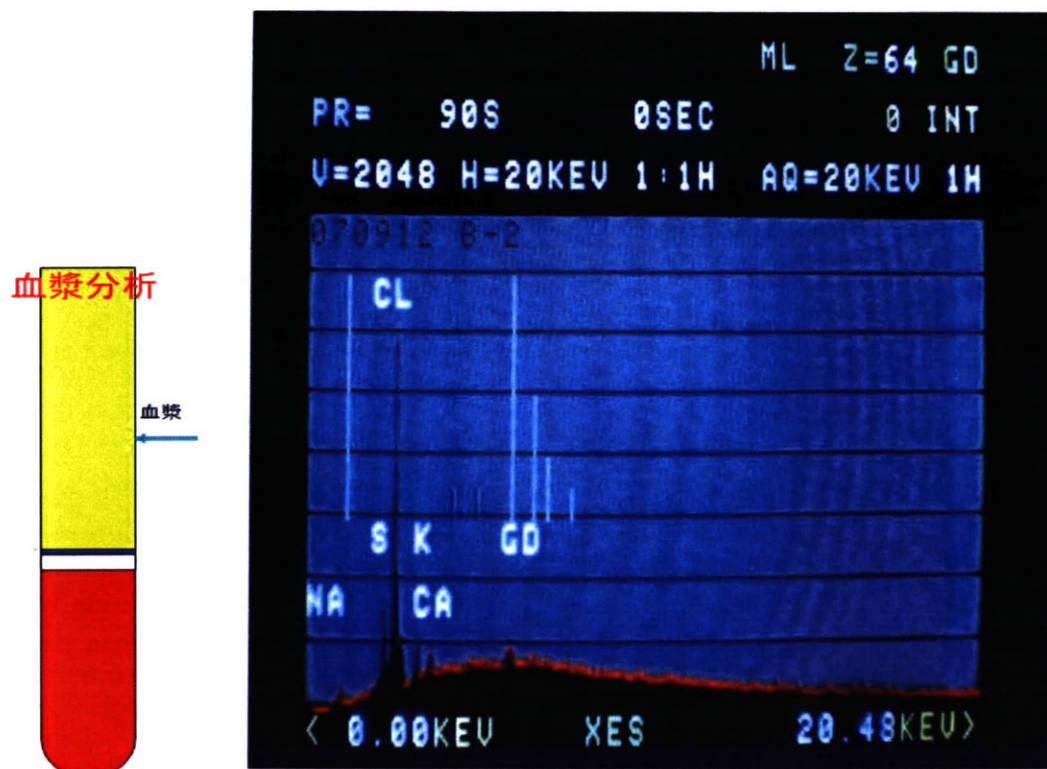 血漿分析
血漿
ML Z=64 GD
PR= 90S 0SEC 0 INT
V=2048 H=20KEV 1:1H AQ=20KEV 1H
070912 B-2
CL
S K GD
NA CA
< 0.00KEV XES 20.48KEV>